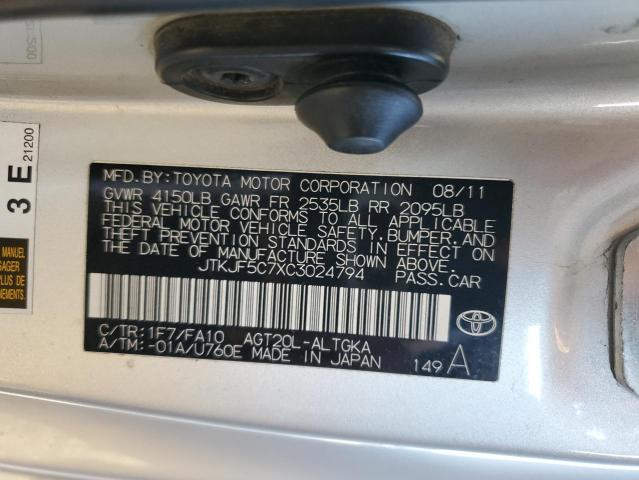 MFD.BY:TOYOTA MOTOR CORPORATION 08/11
GVWR 4150LB GAWR FR 2535LB RR 2095LB
THIS VEHICLE CONFORMS TO ALL APPLICABLE
FEDERAL MOTOR VEHICLE SAFETY, BUMPER, AND
THEFT PREVENTION STANDARDS IN EFFECT ON
THE DATE OF MANUFACTURE SHOWN ABOVE.
JTKJF5C7XC3024794 PASS.CAR
C/TR:1F7/FA10 AGT20L-ALTGKA
A/TM:-01A/U760E MADE IN JAPAN 149 A
TOYOTA
3 E
21200
MANUEL